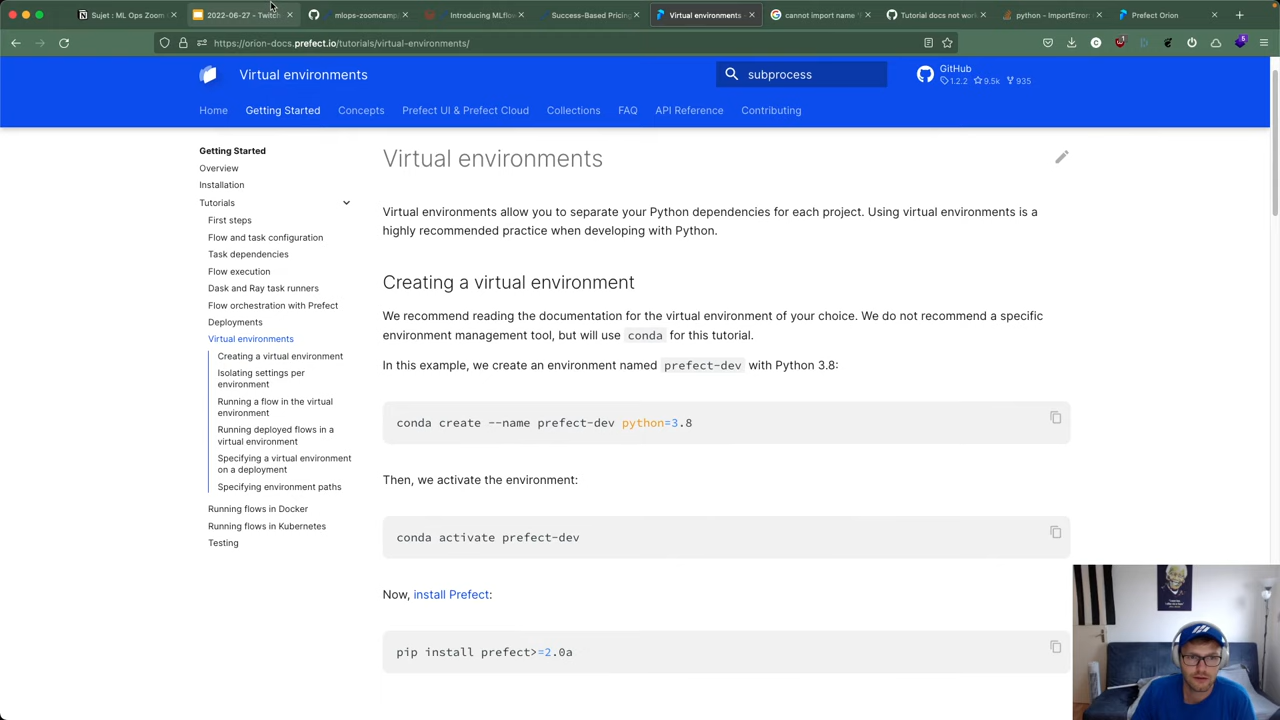 Sujet : ML Ops Zoom
2022-06-27 - Twitch
mlops-zoomcamp
Introducing MLflow
Success-Based Pricing
Virtual environments
cannot import name
Tutorial docs not work
python - ImportError
Prefect Orion
https://orion-docs.prefect.io/tutorials/virtual-environments/
Virtual environments
subprocess
GitHub
1.2.2 9.5k 935
Home Getting Started Concepts Prefect UI & Prefect Cloud Collections FAQ API Reference Contributing
Getting Started
Overview
Installation
Tutorials
First steps
Flow and task configuration
Task dependencies
Flow execution
Dask and Ray task runners
Flow orchestration with Prefect
Deployments
Virtual environments
Creating a virtual environment
Isolating settings per
environment
Running a flow in the virtual
environment
Running deployed flows in a
virtual environment
Specifying a virtual environment
on a deployment
Specifying environment paths
Running flows in Docker
Running flows in Kubernetes
Testing
Virtual environments
Virtual environments allow you to separate your Python dependencies for each project. Using virtual environments is a
highly recommended practice when developing with Python.
Creating a virtual environment
We recommend reading the documentation for the virtual environment of your choice. We do not recommend a specific
environment management tool, but will use conda for this tutorial.
In this example, we create an environment named prefect-dev with Python 3.8:
conda create --name prefect-dev python=3.8
Then, we activate the environment:
conda activate prefect-dev
Now, install Prefect:
pip install prefect>=2.0a